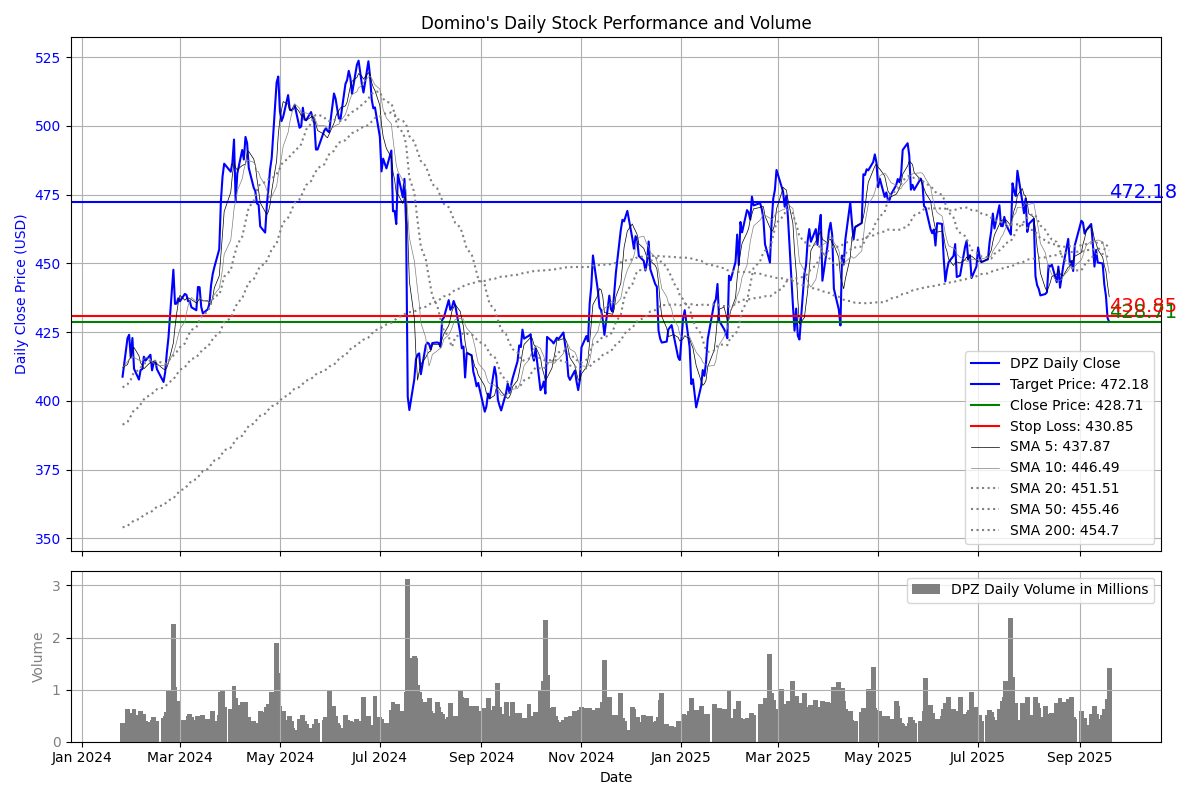 Domino's Daily Stock Performance and Volume
Daily Close Price (USD)
525
500
475
450
425
400
375
350
472.18
430.85
428.71
DPZ Daily Close
Target Price: 472.18
Close Price: 428.71
Stop Loss: 430.85
SMA 5: 437.87
SMA 10: 446.49
SMA 20: 451.51
SMA 50: 455.46
SMA 200: 454.7
Volume
3
2
1
0
DPZ Daily Volume in Millions
Jan 2024 Mar 2024 May 2024 Jul 2024 Sep 2024 Nov 2024 Jan 2025 Mar 2025 May 2025 Jul 2025 Sep 2025
Date